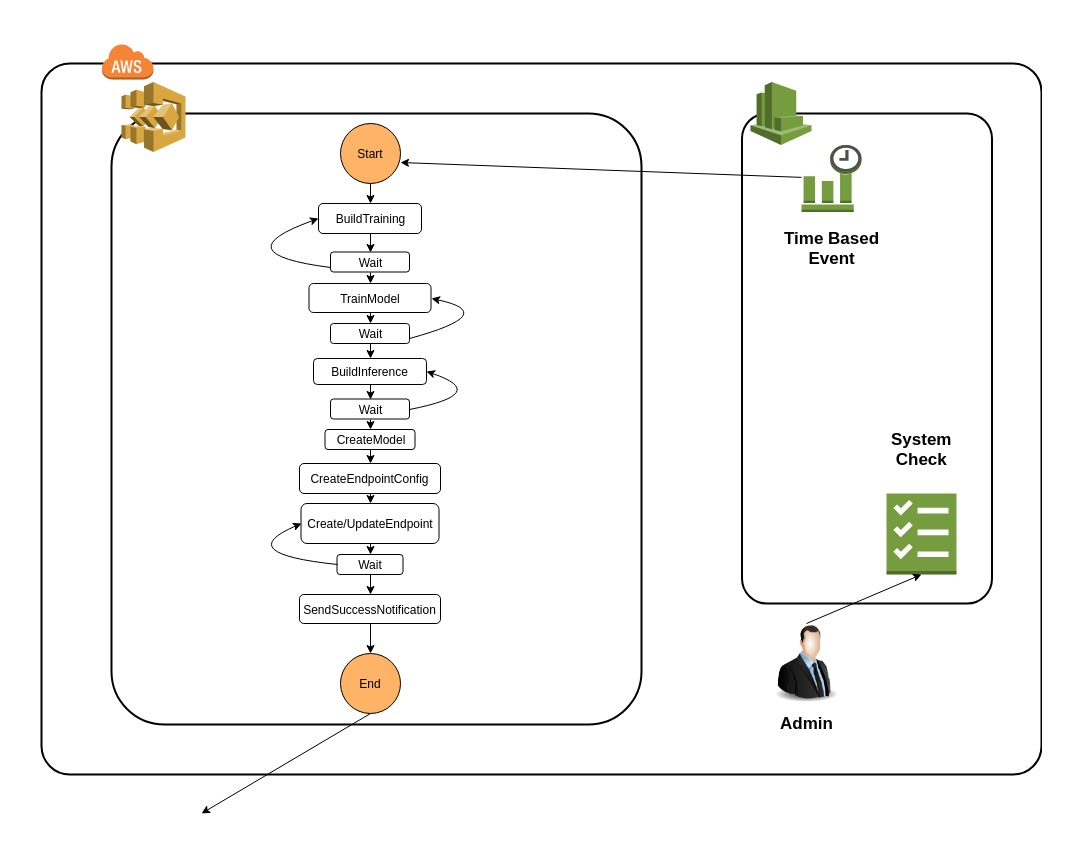 AWS
Start
BuildTraining
Wait
TrainModel
Wait
BuildInference
Wait
CreateModel
CreateEndpointConfig
Create/UpdateEndpoint
Wait
SendSuccessNotification
End
Time Based
Event
System
Check
Admin